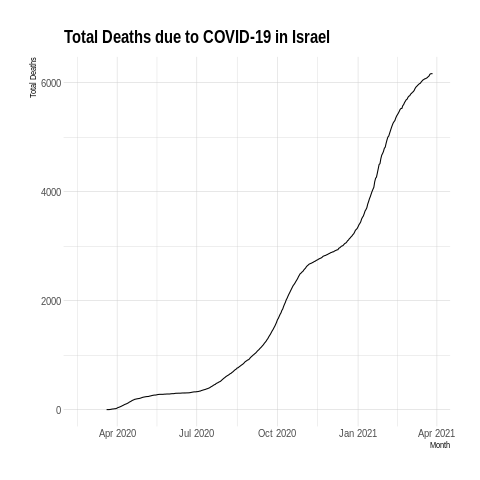 Total Deaths due to COVID-19 in Israel
Total Deaths
6000
4000
2000
0
Apr 2020 Jul 2020 Oct 2020 Jan 2021 Apr 2021
Month